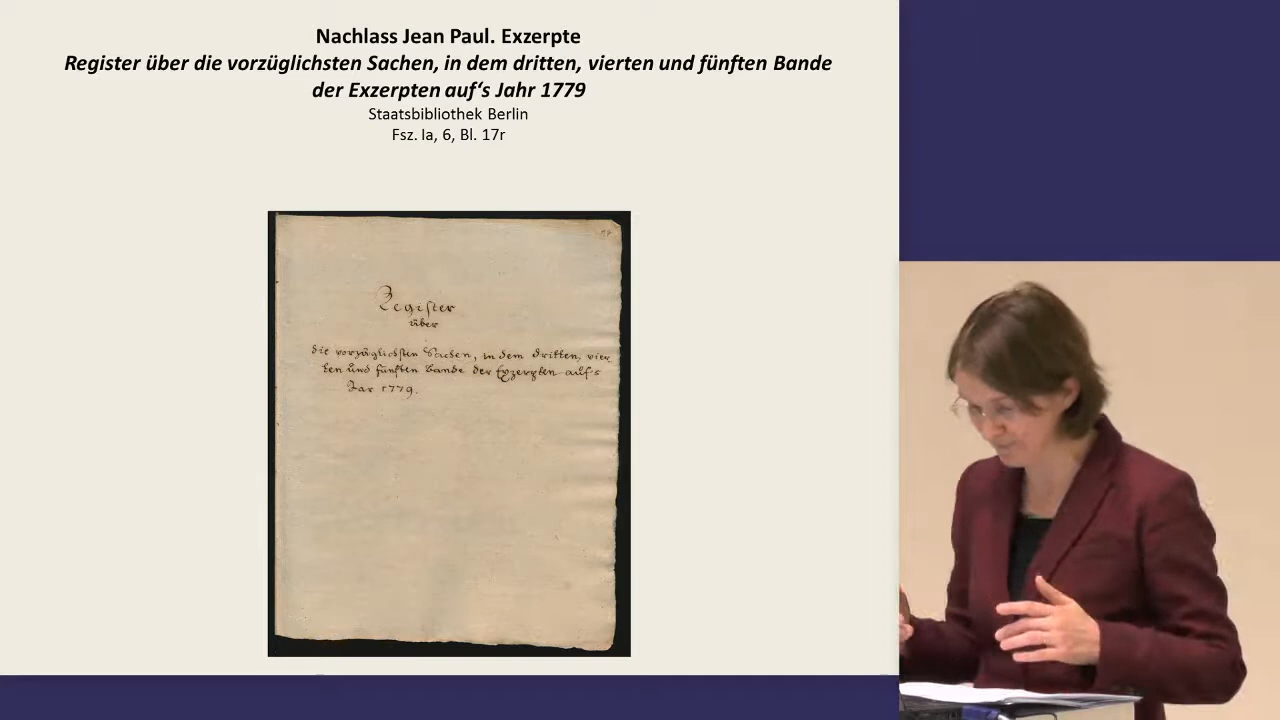 Nachlass Jean Paul. Exzerpte
Register über die vorzüglichsten Sachen, in dem dritten, vierten und fünften Bande
der Exzerpten auf‘s Jahr 1779
Staatsbibliothek Berlin
Fsz. Ia, 6, Bl. 17r
Register
über
die vorzüglichsten Sachen, in dem dritten, vier-
ten und fünften Bande der Exzerpten auf's
Jar 1779.